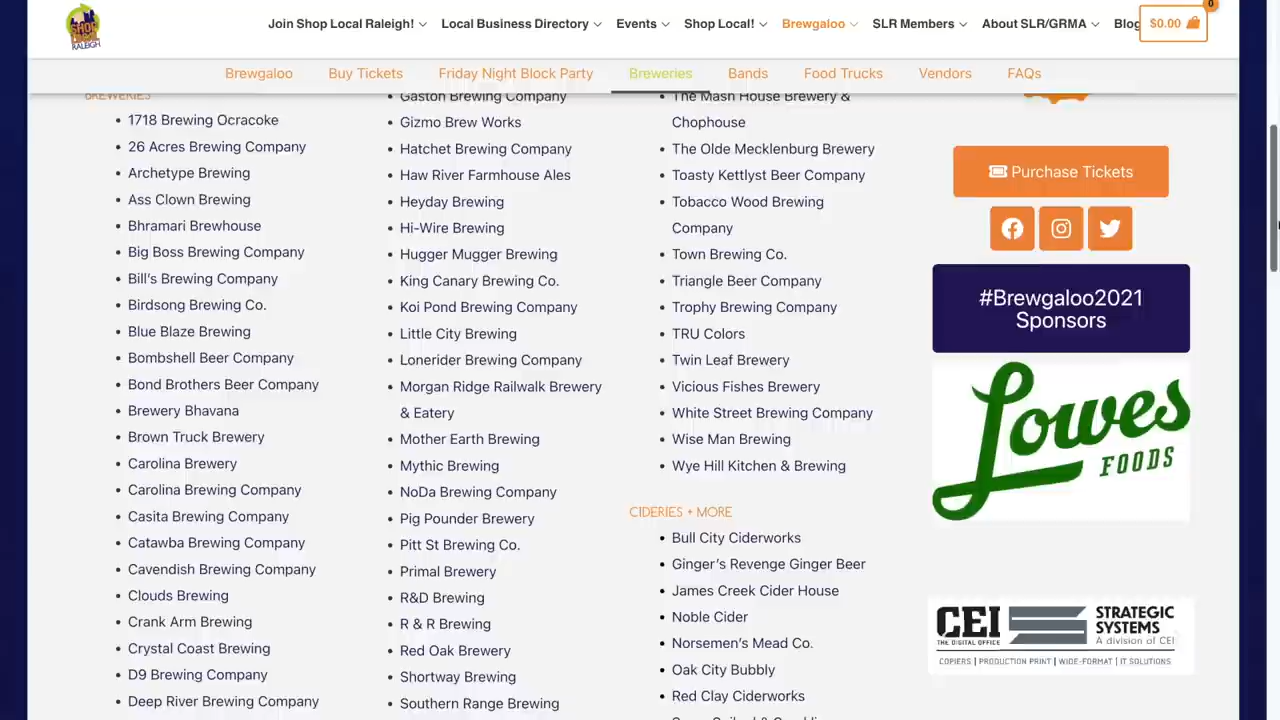 SHOP LOCAL RALEIGH
Join Shop Local Raleigh!
Local Business Directory
Events
Shop Local!
Brewgaloo
SLR Members
About SLR/GRMA
Blog
$0.00
0
Brewgaloo
Buy Tickets
Friday Night Block Party
Breweries
Bands
Food Trucks
Vendors
FAQs
BREWERIES
1718 Brewing Ocracoke
26 Acres Brewing Company
Archetype Brewing
Ass Clown Brewing
Bhramari Brewhouse
Big Boss Brewing Company
Bill's Brewing Company
Birdsong Brewing Co.
Blue Blaze Brewing
Bombshell Beer Company
Bond Brothers Beer Company
Brewery Bhavana
Brown Truck Brewery
Carolina Brewery
Carolina Brewing Company
Casita Brewing Company
Catawba Brewing Company
Cavendish Brewing Company
Clouds Brewing
Crank Arm Brewing
Crystal Coast Brewing
D9 Brewing Company
Deep River Brewing Company
Gaston Brewing Company
Gizmo Brew Works
Hatchet Brewing Company
Haw River Farmhouse Ales
Heyday Brewing
Hi-Wire Brewing
Hugger Mugger Brewing
King Canary Brewing Co.
Koi Pond Brewing Company
Little City Brewing
Lonerider Brewing Company
Morgan Ridge Railwalk Brewery
& Eatery
Mother Earth Brewing
Mythic Brewing
NoDa Brewing Company
Pig Pounder Brewery
Pitt St Brewing Co.
Primal Brewery
R&D Brewing
R & R Brewing
Red Oak Brewery
Shortway Brewing
Southern Range Brewing
The Mash House Brewery &
Chophouse
The Olde Mecklenburg Brewery
Toasty Kettlyst Beer Company
Tobacco Wood Brewing
Company
Town Brewing Co.
Triangle Beer Company
Trophy Brewing Company
TRU Colors
Twin Leaf Brewery
Vicious Fishes Brewery
White Street Brewing Company
Wise Man Brewing
Wye Hill Kitchen & Brewing
CIDERIES + MORE
Bull City Ciderworks
Ginger's Revenge Ginger Beer
James Creek Cider House
Noble Cider
Norsemen's Mead Co.
Oak City Bubbly
Red Clay Ciderworks
Purchase Tickets
#Brewgaloo2021
Sponsors
Lowes
FOODS
CEI
THE DIGITAL OFFICE
STRATEGIC
SYSTEMS
A division of CEI
COPIERS | PRODUCTION PRINT | WIDE-FORMAT | IT SOLUTIONS